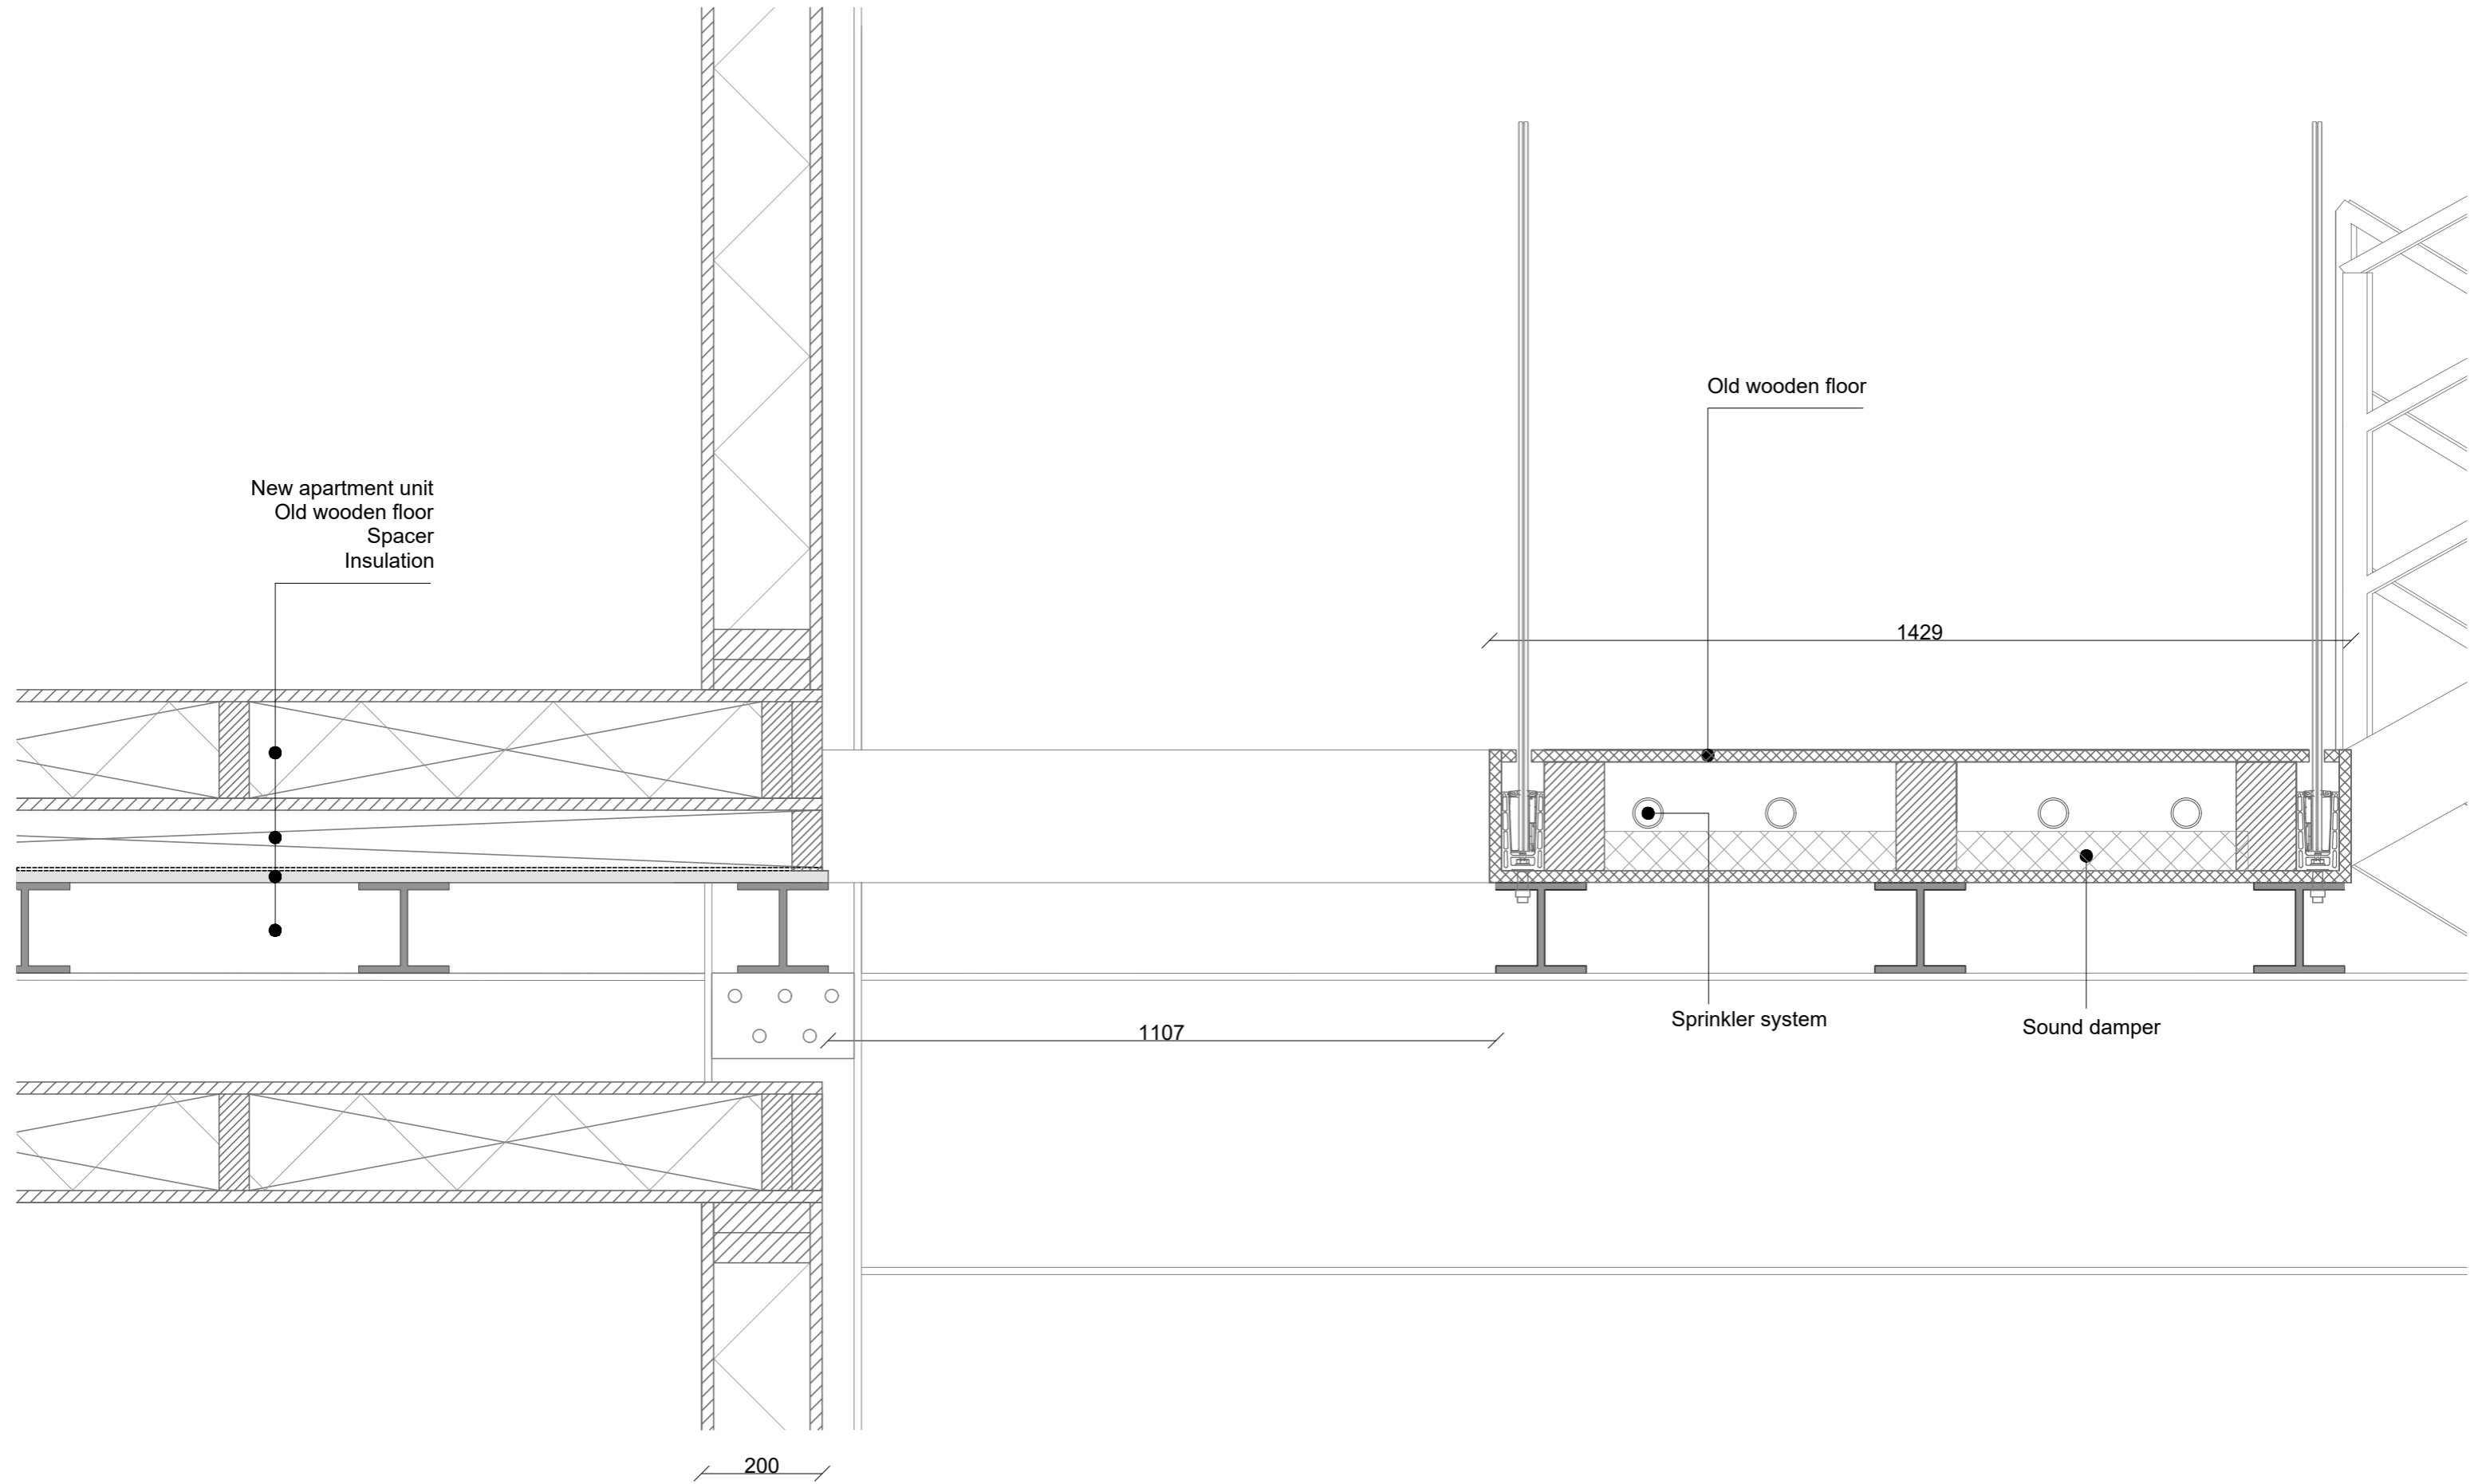 Old wooden floor
New apartment unit
Old wooden floor
Spacer
Insulation
1429
Sprinkler system
Sound damper
1107
200